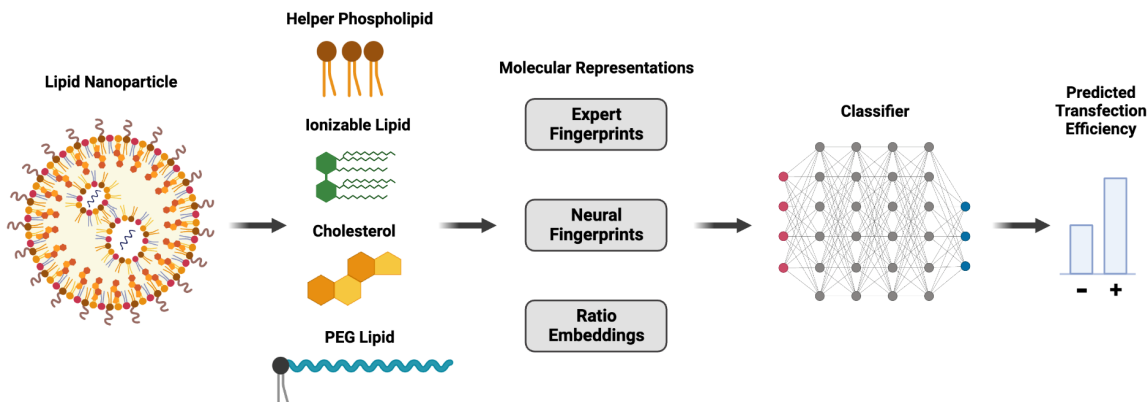 Lipid Nanoparticle
Helper Phospholipid
Ionizable Lipid
Cholesterol
PEG Lipid
Molecular Representations
Expert
Fingerprints
Neural
Fingerprints
Ratio
Embeddings
Classifier
Predicted
Transfection
Efficiency
- +